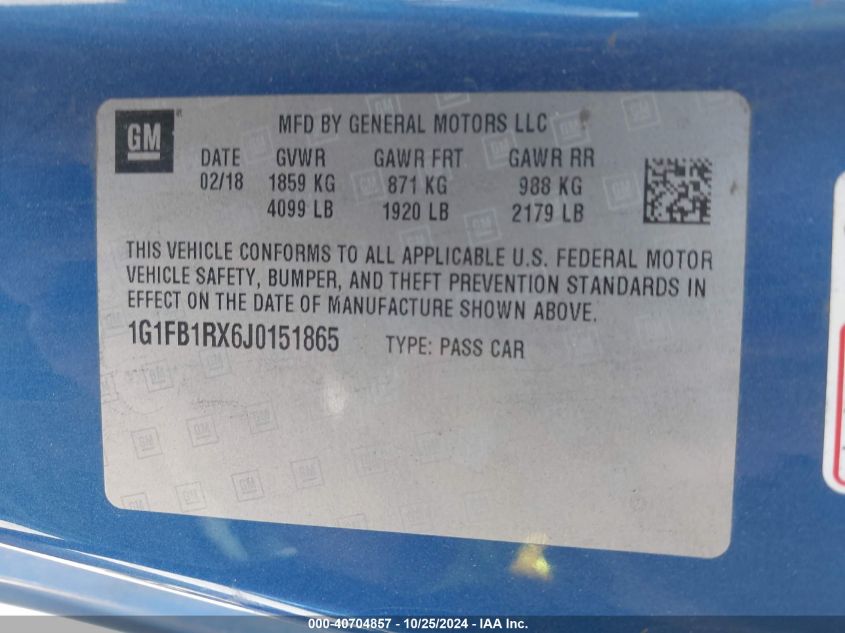 GM
MFD BY GENERAL MOTORS LLC
DATE GVWR GAWR FRT GAWR RR
02/18 1859 KG 871 KG 988 KG
4099 LB 1920 LB 2179 LB
THIS VEHICLE CONFORMS TO ALL APPLICABLE U.S. FEDERAL MOTOR
VEHICLE SAFETY, BUMPER, AND THEFT PREVENTION STANDARDS IN
EFFECT ON THE DATE OF MANUFACTURE SHOWN ABOVE.
1G1FB1RX6J0151865 TYPE: PASS CAR
000-40704857 - 10/25/2024 - IAA Inc.